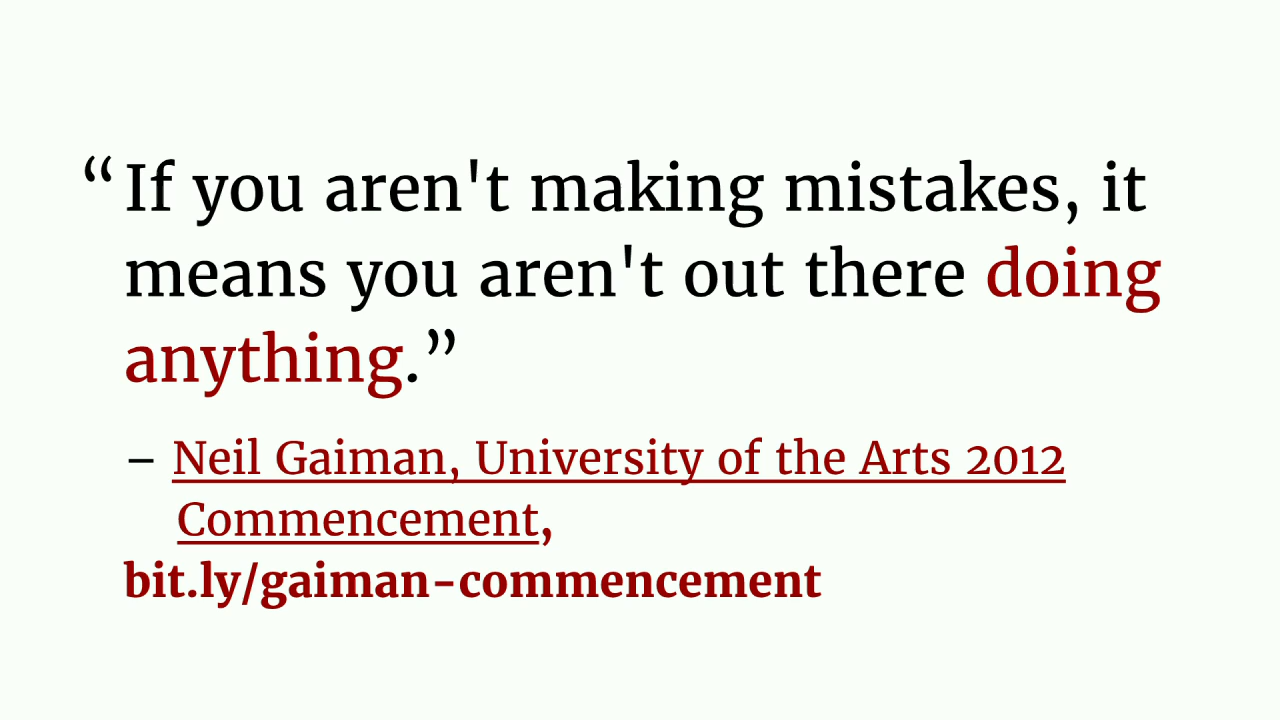 “If you aren't making mistakes, it
means you aren't out there doing
anything.”
– Neil Gaiman, University of the Arts 2012
Commencement,
bit.ly/gaiman-commencement